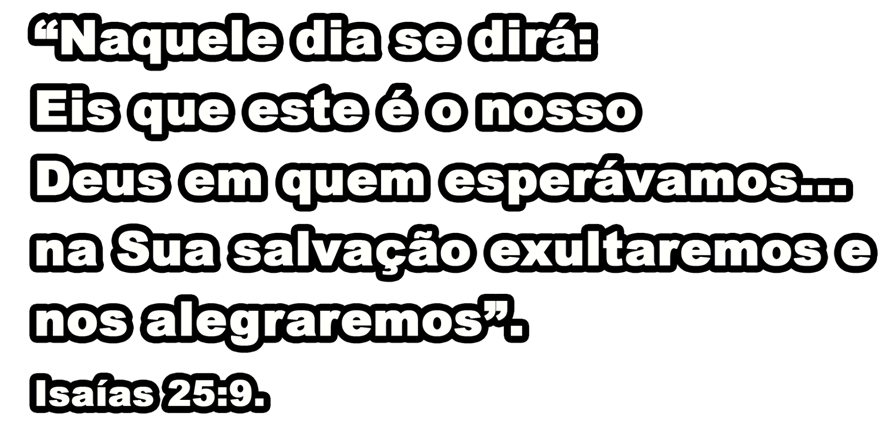 “Naquele dia se dirá:
Eis que este é o nosso
Deus em quem esperávamos...
na Sua salvação exultaremos e
nos alegraremos”.
Isaías 25:9.